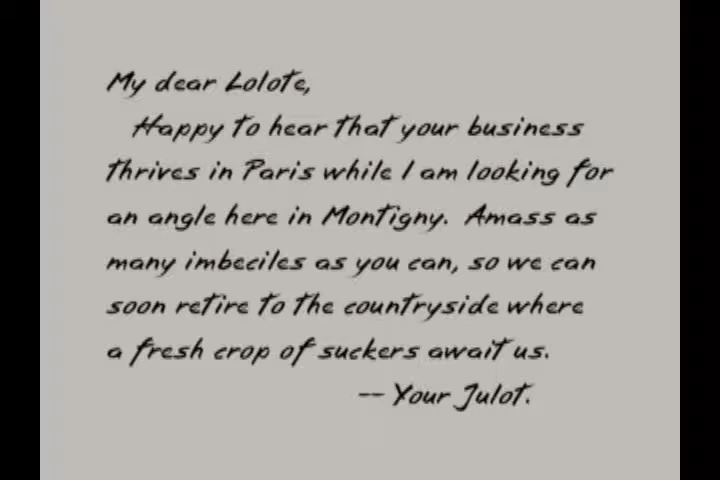 My dear Lolote,
Happy to hear that your business
thrives in Paris while I am looking for
an angle here in Montigny. Amass as
many imbeciles as you can, so we can
soon retire to the countryside where
a fresh crop of suckers await us.
-- Your Julot.